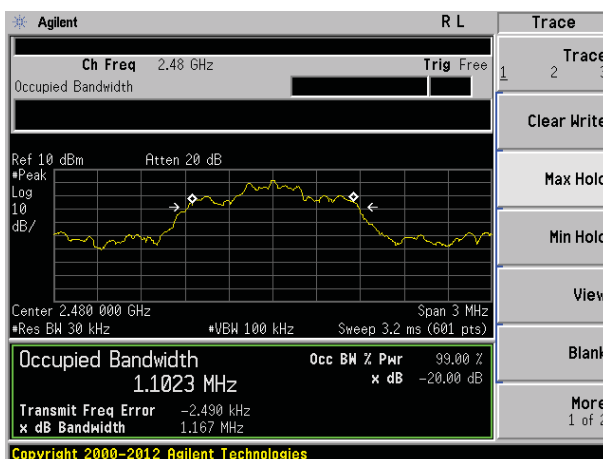 Agilent R L Trace
Ch Freq 2.48 GHz Trig Free
Occupied Bandwidth
Trace
1 2 3
Clear Write
Ref 10 dBm Atten 20 dB
#Peak
Log
10
dB/
Max Hold
Min Hold
View
Center 2.480 000 GHz Span 3 MHz
#Res BW 30 kHz #VBW 100 kHz Sweep 3.2 ms (601 pts)
Occupied Bandwidth Occ BW % Pwr 99.00 %
1.1023 MHz x dB -20.00 dB
Blank
Transmit Freq Error -2.490 kHz
x dB Bandwidth 1.167 MHz
More
1 of 2
Copyright 2000-2012 Agilent Technologies